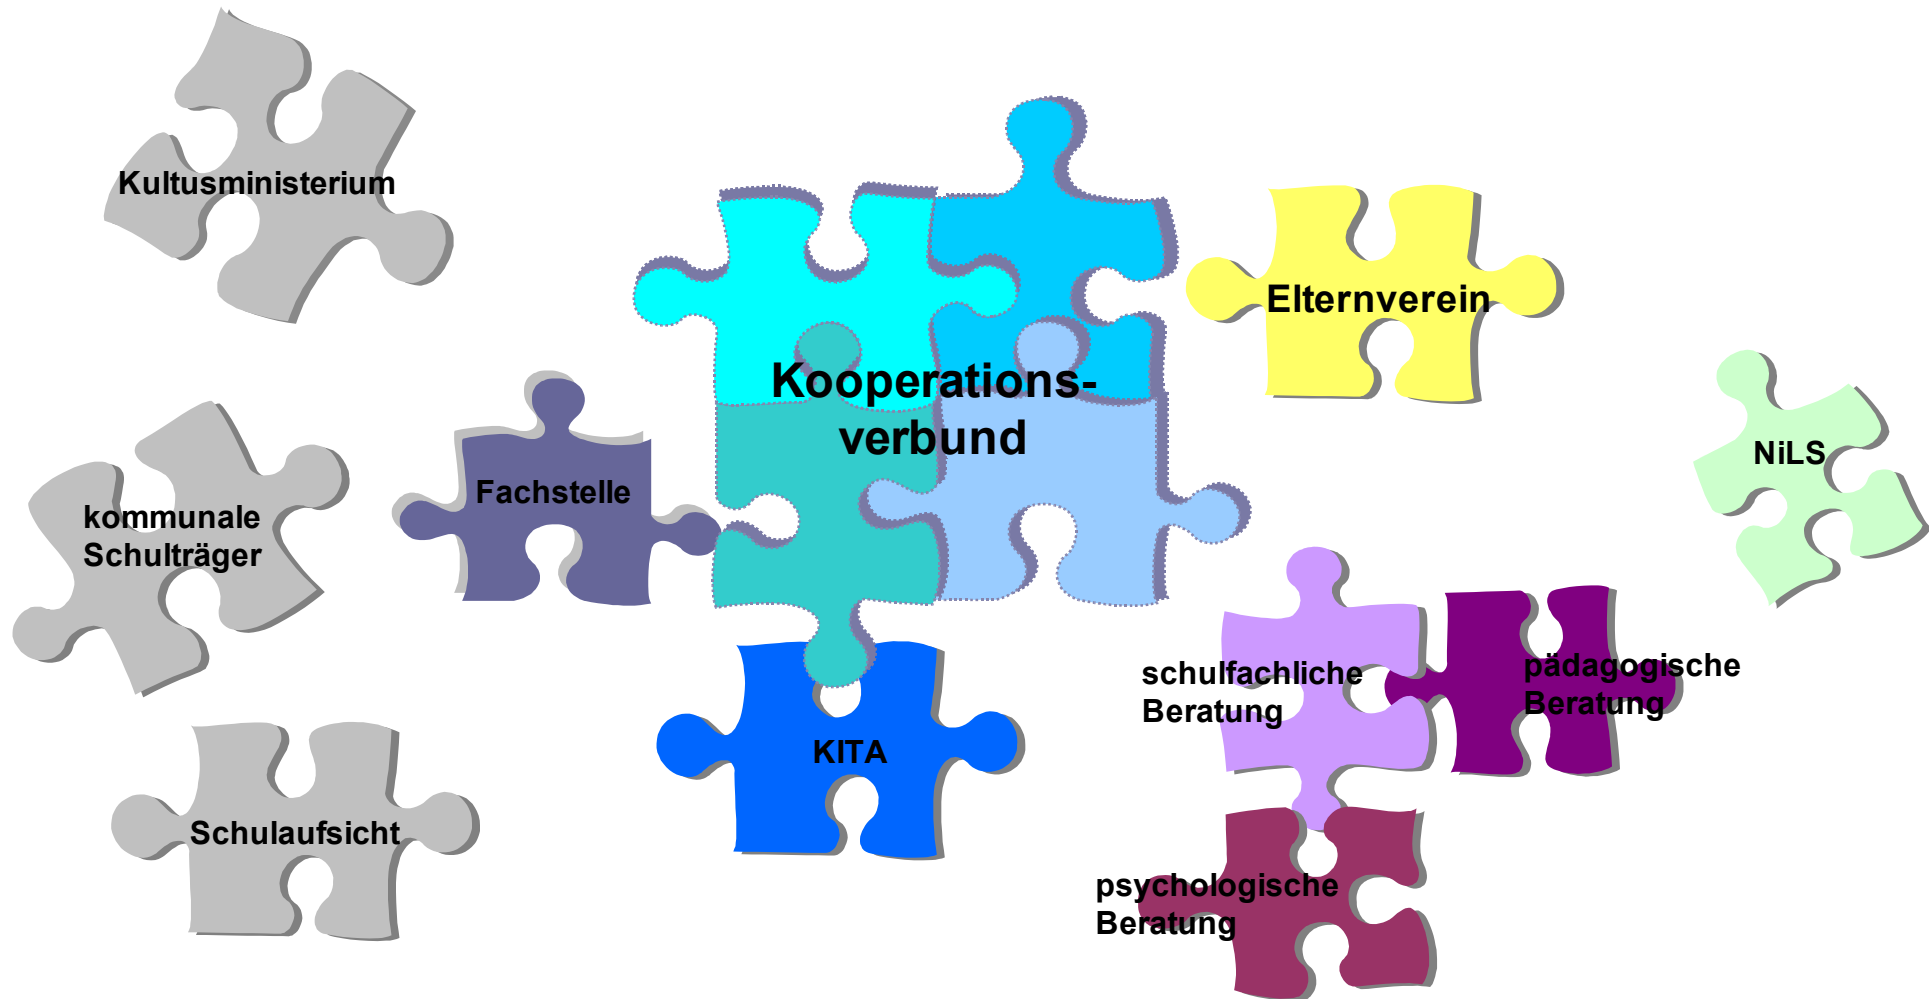 Kultusministerium
Elternverein
Kooperations-
verbund
NiLS
Fachstelle
kommunale
Schulträger
schulfachliche
Beratung
pädagogische
Beratung
KITA
Schulaufsicht
psychologische
Beratung